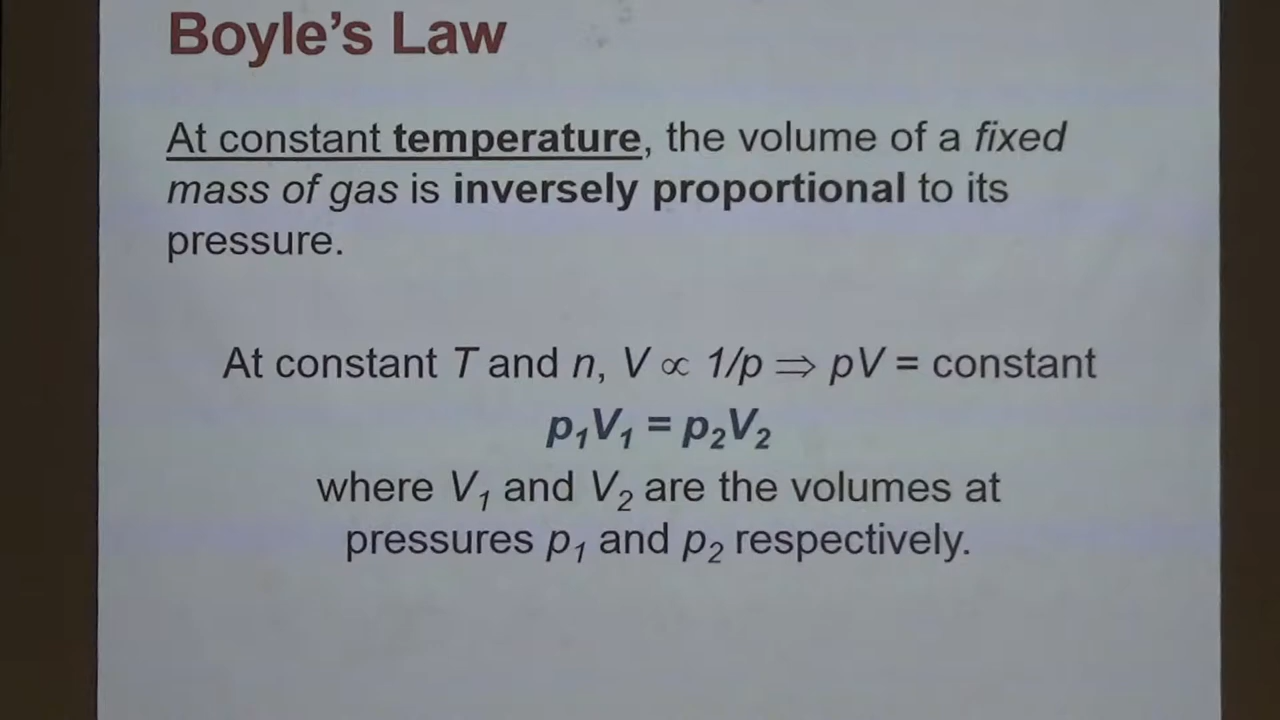 Boyle's Law
At constant temperature, the volume of a fixed
mass of gas is inversely proportional to its
pressure.
At constant T and n, V ∝ 1/p ⇒ pV = constant
p₁V₁ = p₂V₂
where V₁ and V₂ are the volumes at
pressures p₁ and p₂ respectively.